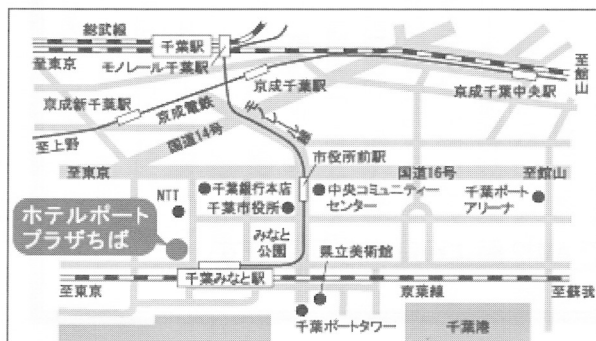 総武線
千葉駅
至東京
モノレール千葉駅
京成千葉駅
京成新千葉駅
京成電鉄
モノレール線
京成千葉中央駅
至館山
至上野
国道14号
市役所前駅
至東京
国道16号
至館山
NTT
千葉銀行本店
千葉市役所
中央コミュニティー
センター
千葉ポート
アリーナ
ホテルポート
プラザちば
みなと
公園
県立美術館
千葉みなと駅
至東京
京葉線
至蘇我
千葉ポートタワー
千葉港